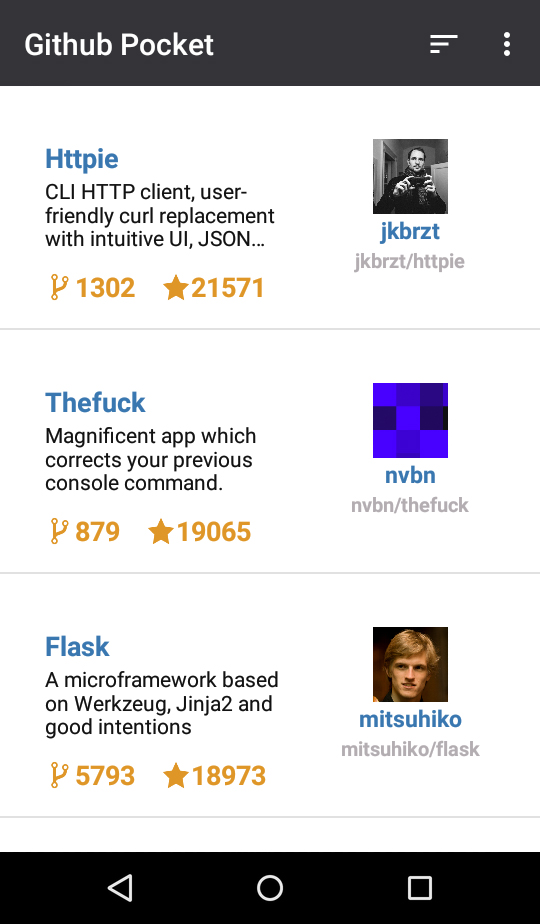 Github Pocket
Httpie
CLI HTTP client, user-
friendly curl replacement
with intuitive UI, JSON...
1302 21571
jkbrzt
jkbrzt/httpie
Thefuck
Magnificent app which
corrects your previous
console command.
879 19065
nvbn
nvbn/thefuck
Flask
A microframework based
on Werkzeug, Jinja2 and
good intentions
5793 18973
mitsuhiko
mitsuhiko/flask